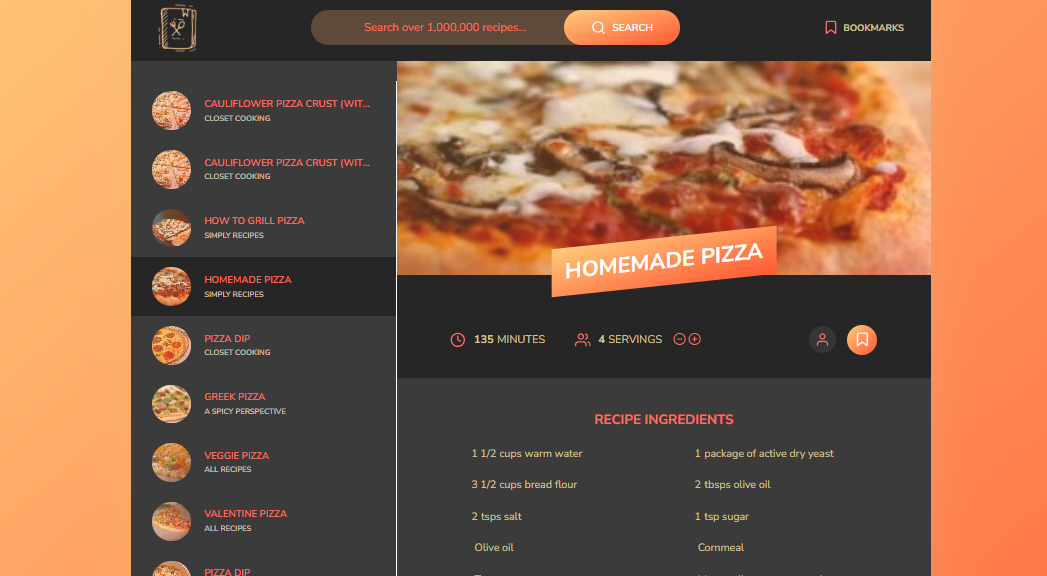 Search over 1,000,000 recipes...
SEARCH
BOOKMARKS
CAULIFLOWER PIZZA CRUST (WIT...
CLOSET COOKING
CAULIFLOWER PIZZA CRUST (WIT...
CLOSET COOKING
HOW TO GRILL PIZZA
SIMPLY RECIPES
HOMEMADE PIZZA
SIMPLY RECIPES
PIZZA DIP
CLOSET COOKING
GREEK PIZZA
A SPICY PERSPECTIVE
VEGGIE PIZZA
ALL RECIPES
VALENTINE PIZZA
ALL RECIPES
PIZZA DIP
HOMEMADE PIZZA
135 MINUTES
4 SERVINGS
RECIPE INGREDIENTS
1 1/2 cups warm water
1 package of active dry yeast
3 1/2 cups bread flour
2 tbsps olive oil
2 tsps salt
1 tsp sugar
Olive oil
Cornmeal